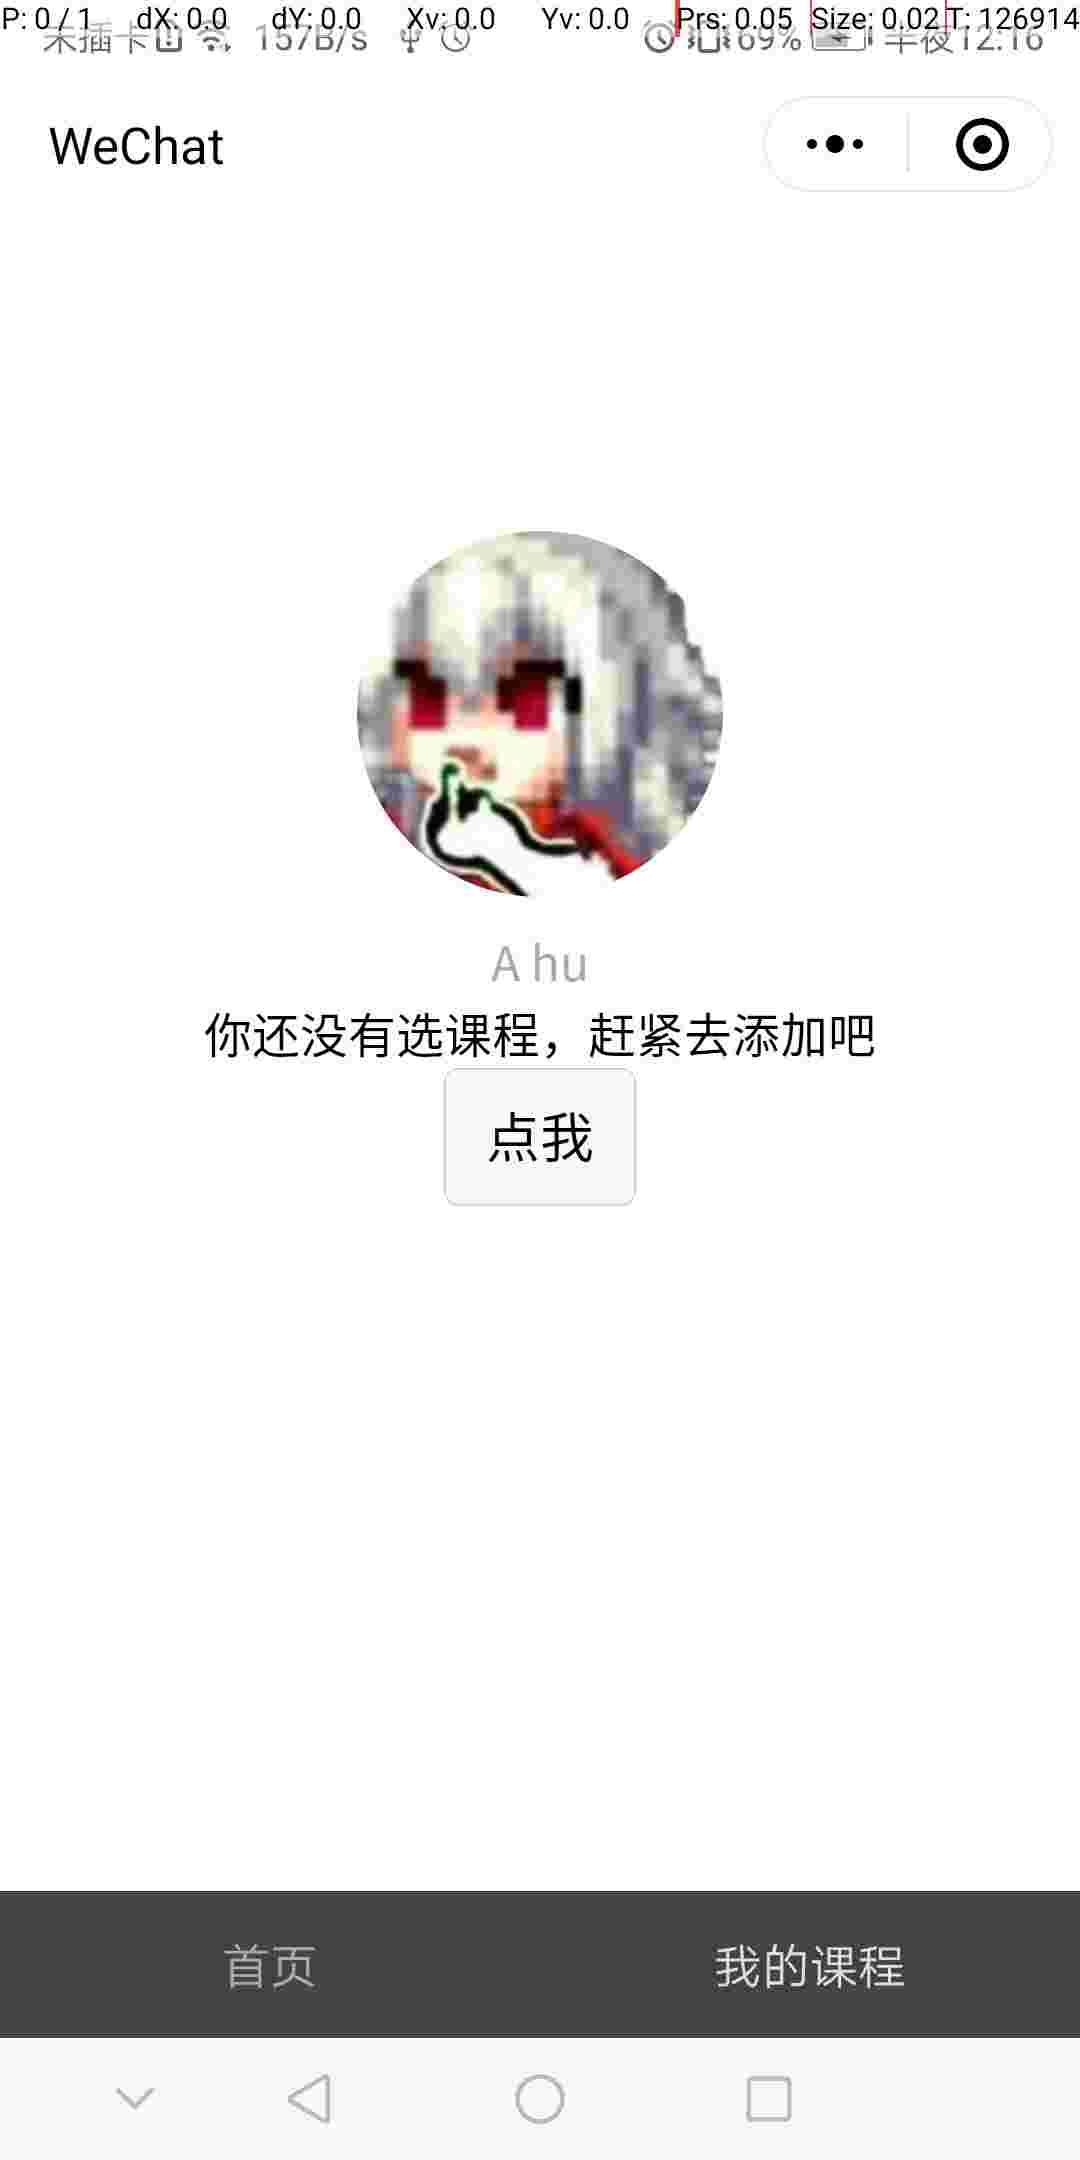 P: 0 / 1 dX: 0.0 dY: 0.0 Xv: 0.0 Yv: 0.0 Prs: 0.05 Size: 0.02 T: 126914
未插卡 157B/s 69% 半夜12:16
WeChat
A hu
你还没有选课程，赶紧去添加吧
点我
首页 我的课程